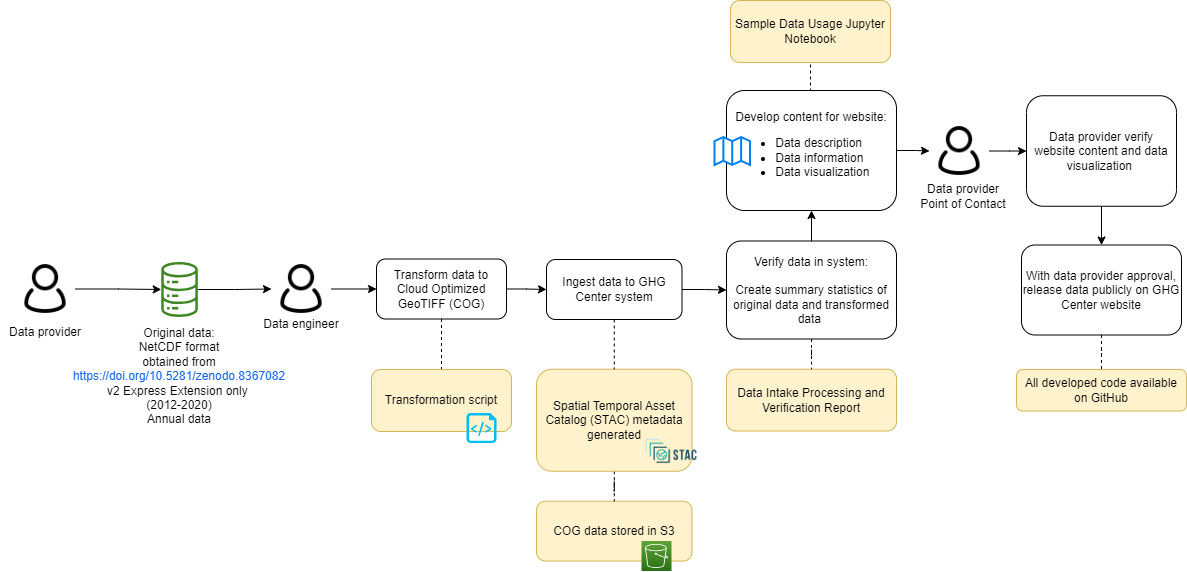 Data provider
Original data:
NetCDF format
obtained from
https://doi.org/10.5281/zenodo.8367082
v2 Express Extension only
(2012-2020)
Annual data
Data engineer
Transform data to
Cloud Optimized
GeoTIFF (COG)
Transformation script
Ingest data to GHG
Center system
Spatial Temporal Asset
Catalog (STAC) metadata
generated
STAC
COG data stored in S3
Verify data in system:
Create summary statistics of
original data and transformed
data
Data Intake Processing and
Verification Report
Sample Data Usage Jupyter
Notebook
Develop content for website:
• Data description
• Data information
• Data visualization
Data provider
Point of Contact
Data provider verify
website content and data
visualization
With data provider approval,
release data publicly on GHG
Center website
All developed code available
on GitHub